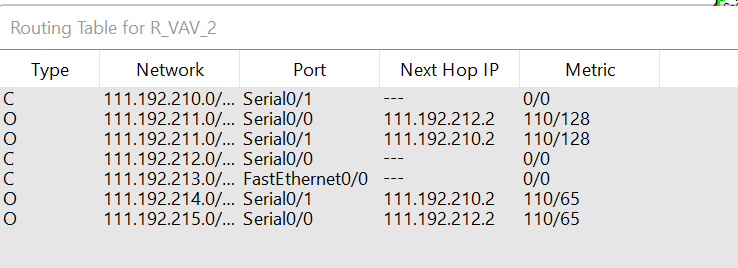 Routing Table for R_VAV_2
Type Network Port Next Hop IP Metric
C 111.192.210.0/... Serial0/1 --- 0/0
O 111.192.211.0/... Serial0/0 111.192.212.2 110/128
O 111.192.211.0/... Serial0/1 111.192.210.2 110/128
C 111.192.212.0/... Serial0/0 --- 0/0
C 111.192.213.0/... FastEthernet0/0 --- 0/0
O 111.192.214.0/... Serial0/1 111.192.210.2 110/65
O 111.192.215.0/... Serial0/0 111.192.212.2 110/65